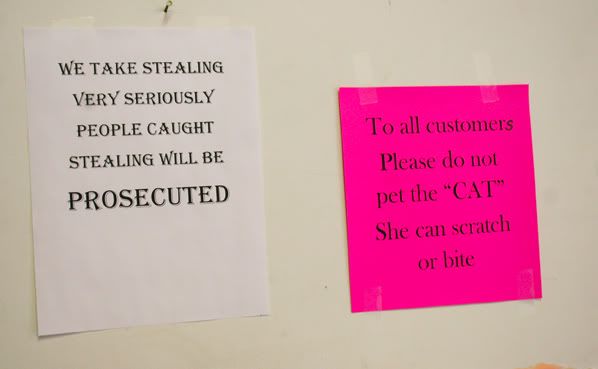 WE TAKE STEALING
VERY SERIOUSLY
PEOPLE CAUGHT
STEALING WILL BE
PROSECUTED
To all customers
Please do not
pet the “CAT”
She can scratch
or bite